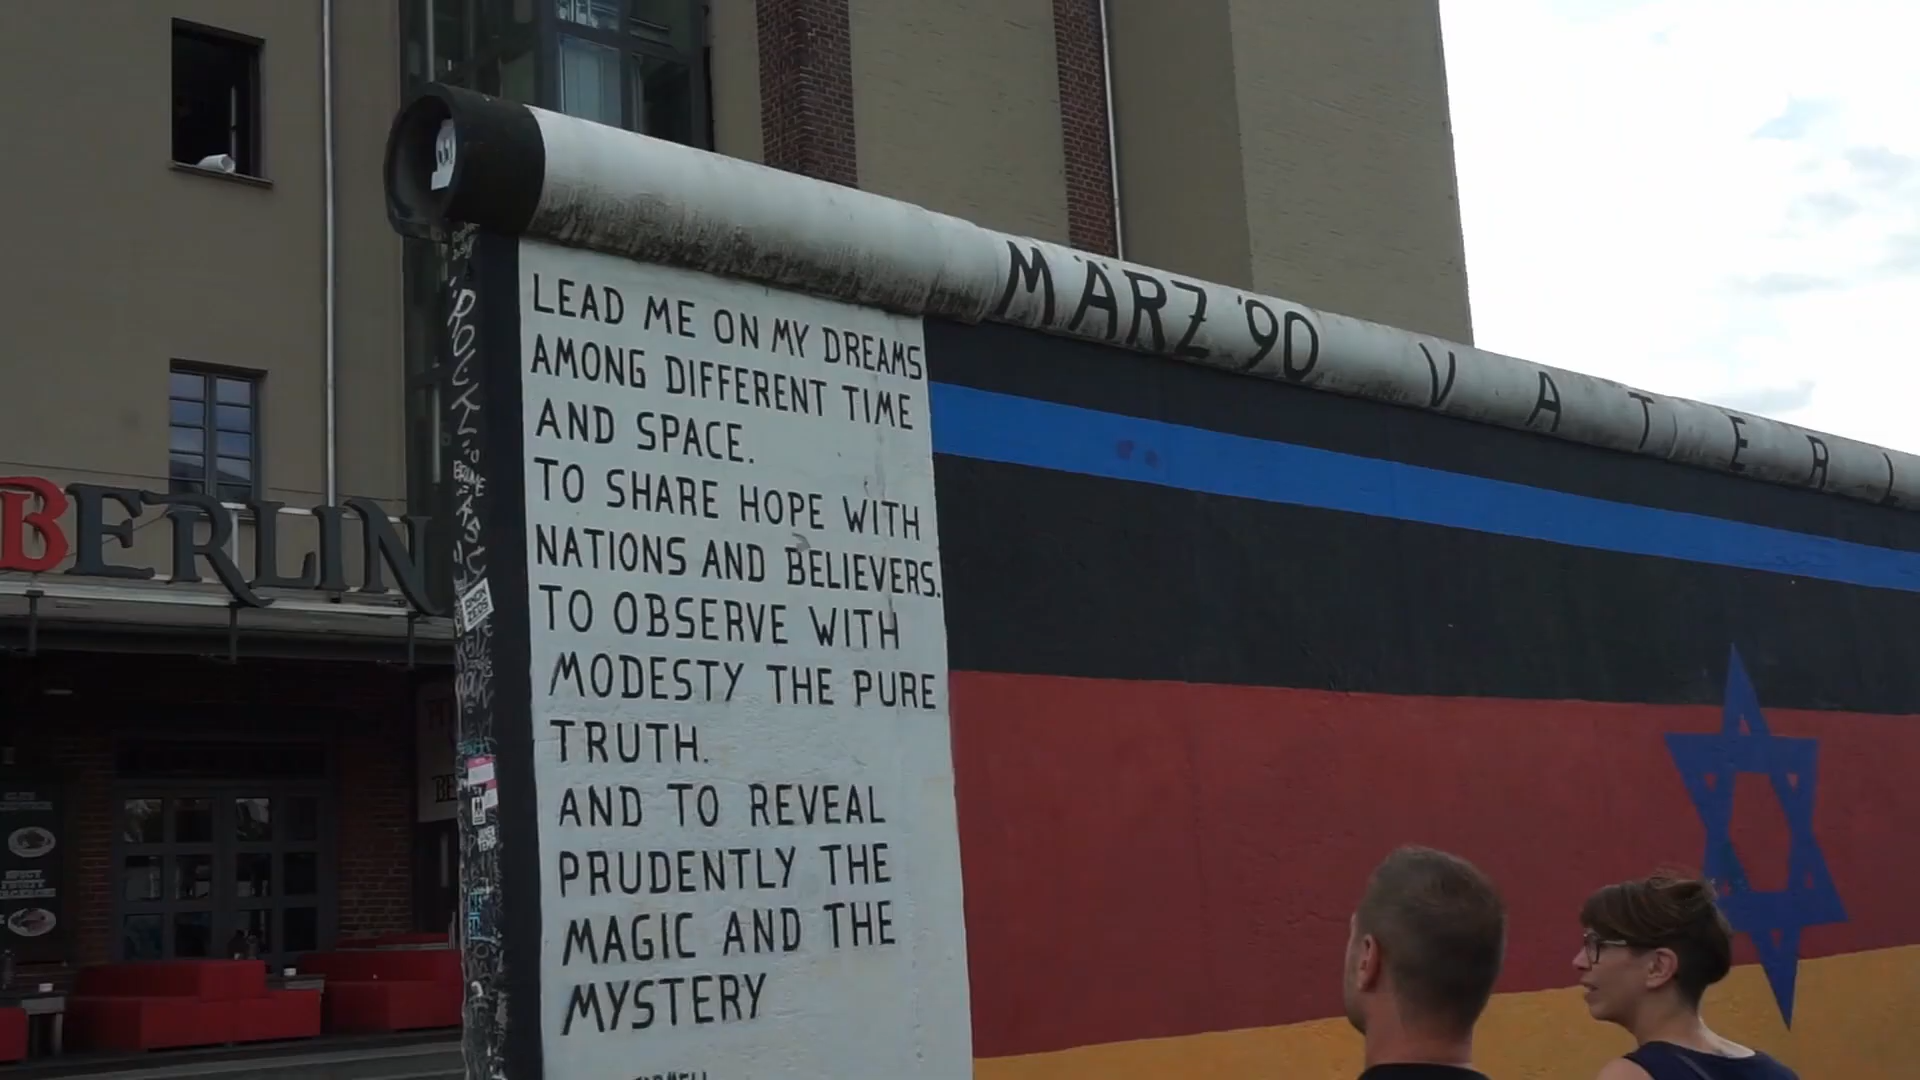 MÄRZ '90 VATERL
LEAD ME ON MY DREAMS
AMONG DIFFERENT TIME
AND SPACE.
TO SHARE HOPE WITH
NATIONS AND BELIEVERS.
TO OBSERVE WITH
MODESTY THE PURE
TRUTH.
AND TO REVEAL
PRUDENTLY THE
MAGIC AND THE
MYSTERY
BERLIN